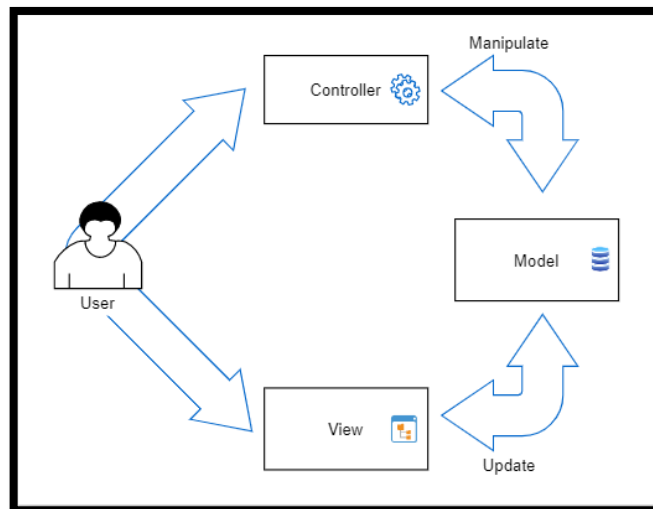 Manipulate
Controller
Model
User
View
Update